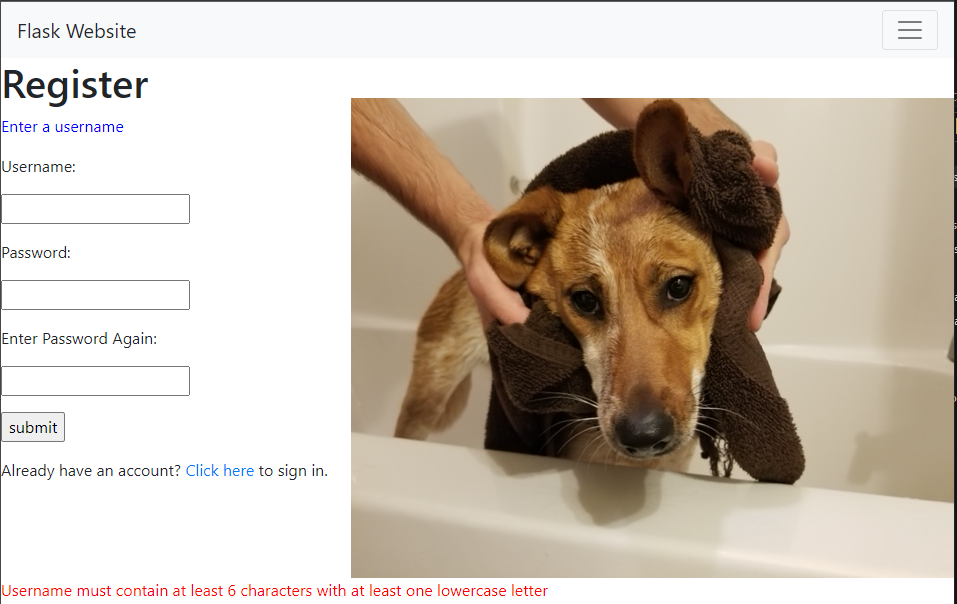 Flask Website
Register
Enter a username
Username:
Password:
Enter Password Again:
submit
Already have an account? Click here to sign in.
Username must contain at least 6 characters with at least one lowercase letter